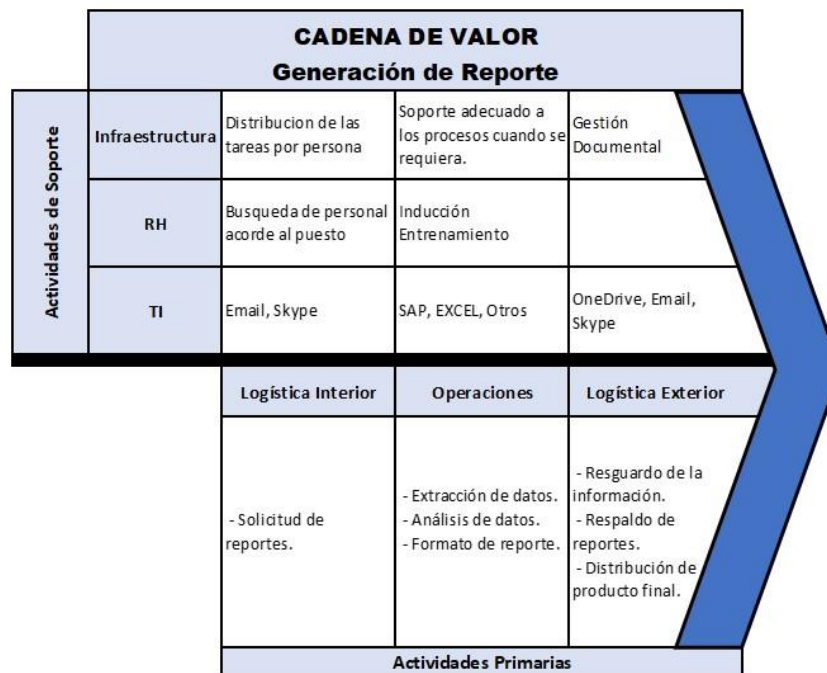 CADENA DE VALOR
Generación de Reporte
Actividades de Soporte
Infraestructura
Distribucion de las
tareas por persona
Soporte adecuado a
los procesos cuando se
requiera.
Gestión
Documental
RH
Busqueda de personal
acorde al puesto
Inducción
Entrenamiento
TI
Email, Skype
SAP, EXCEL, Otros
OneDrive, Email,
Skype
Logística Interior
Operaciones
Logística Exterior
- Solicitud de
reportes.
- Extracción de datos.
- Análisis de datos.
- Formato de reporte.
- Resguardo de la
información.
- Respaldo de
reportes.
- Distribución de
producto final.
Actividades Primarias